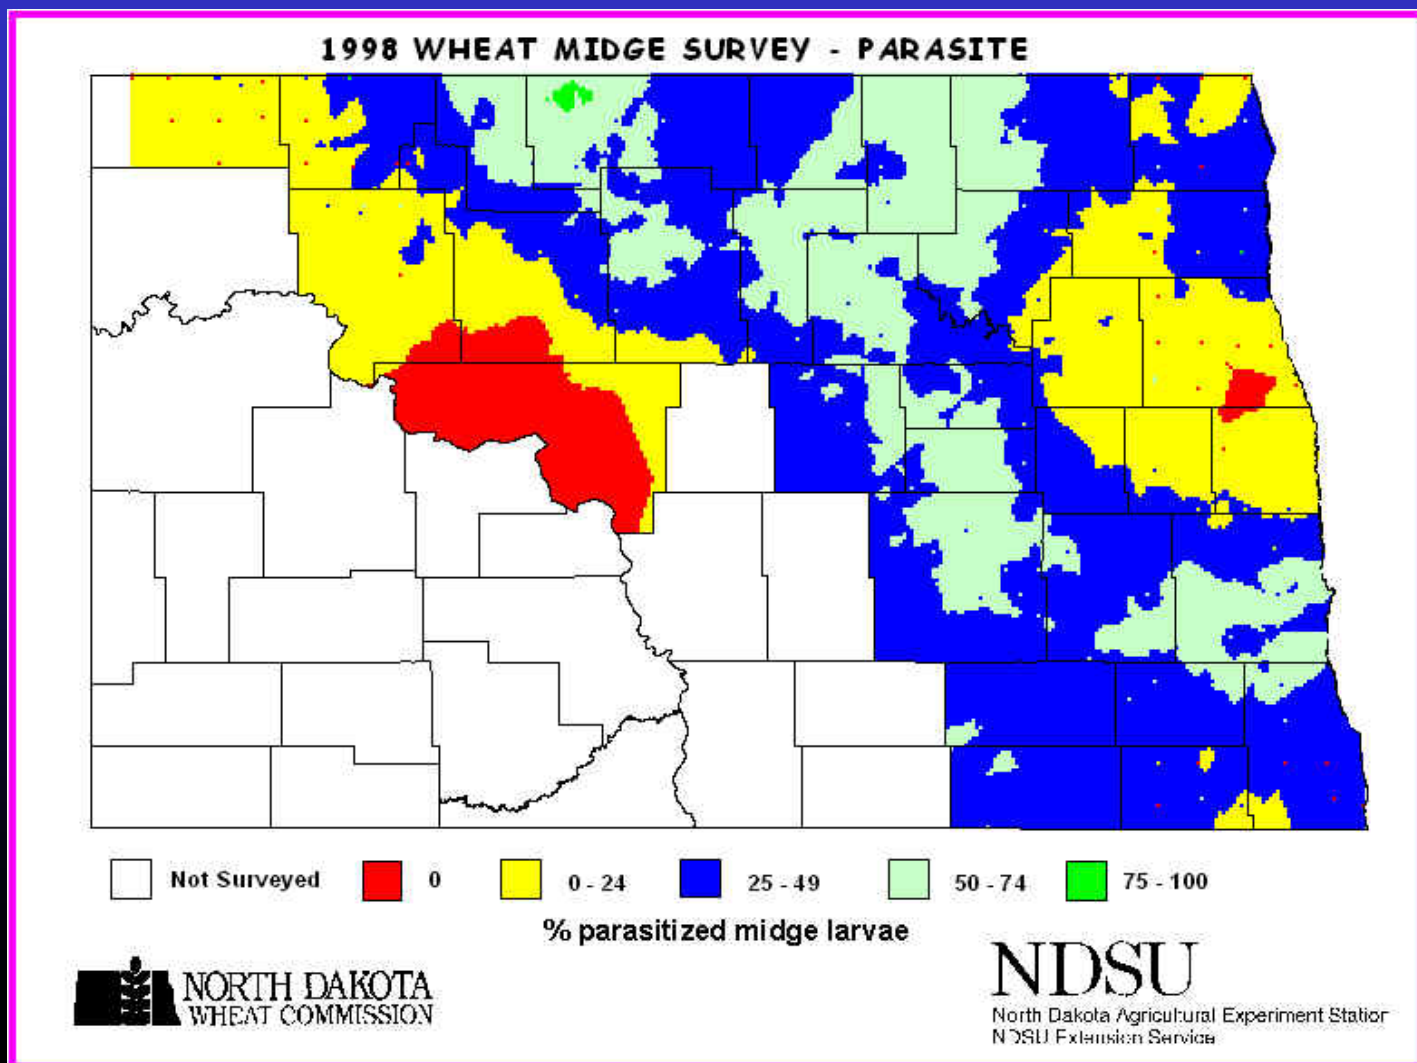 1998 WHEAT MIDGE SURVEY - PARASITE
Not Surveyed 0 0 - 24 25 - 49 50 - 74 75 - 100
% parasitized midge larvae
NORTH DAKOTA
WHEAT COMMISSION
NDSU
North Dakota Agricultural Experiment Station
NDSU Extension Service